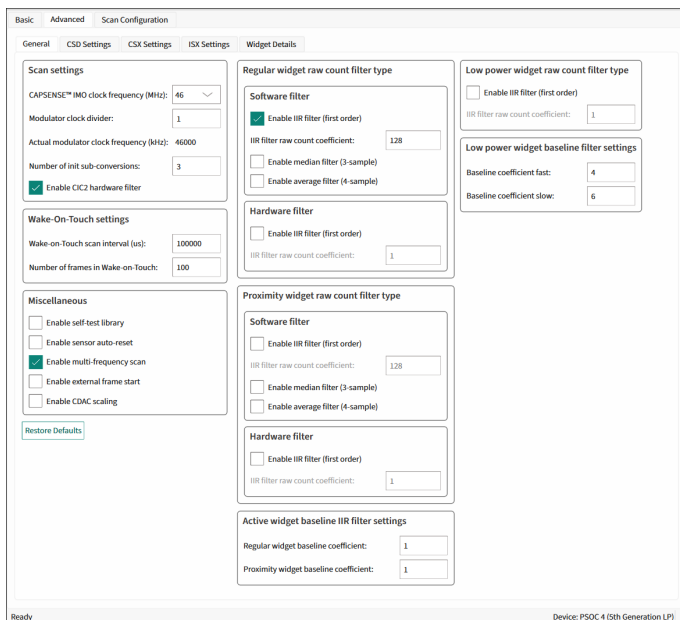 Basic Advanced Scan Configuration
General CSD Settings CSX Settings ISX Settings Widget Details
Scan settings
CAPSENSE™ IMO clock frequency (MHz): 46
Modulator clock divider: 1
Actual modulator clock frequency (kHz): 46000
Number of init sub-conversions: 3
Enable CIC2 hardware filter
Wake-On-Touch settings
Wake-on-Touch scan interval (us): 100000
Number of frames in Wake-on-Touch: 100
Miscellaneous
Enable self-test library
Enable sensor auto-reset
Enable multi-frequency scan
Enable external frame start
Enable CDAC scaling
Restore Defaults
Regular widget raw count filter type
Software filter
Enable IIR filter (first order)
IIR filter raw count coefficient: 128
Enable median filter (3-sample)
Enable average filter (4-sample)
Hardware filter
Enable IIR filter (first order)
IIR filter raw count coefficient: 1
Proximity widget raw count filter type
Software filter
Enable IIR filter (first order)
IIR filter raw count coefficient: 128
Enable median filter (3-sample)
Enable average filter (4-sample)
Hardware filter
Enable IIR filter (first order)
IIR filter raw count coefficient: 1
Active widget baseline IIR filter settings
Regular widget baseline coefficient: 1
Proximity widget baseline coefficient: 1
Low power widget raw count filter type
Enable IIR filter (first order)
IIR filter raw count coefficient: 1
Low power widget baseline filter settings
Baseline coefficient fast: 4
Baseline coefficient slow: 6
Ready Device: PSOC 4 (5th Generation LP)